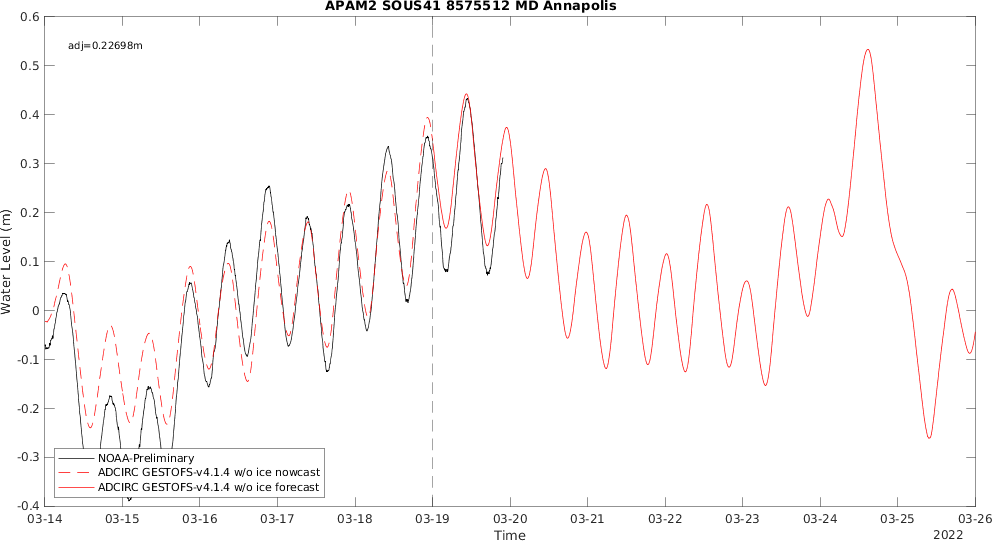 APAM2 SOUS41 8575512 MD Annapolis
adj=0.22698m
0.6
0.5
0.4
0.3
0.2
0.1
0
-0.1
-0.2
-0.3
-0.4
Water Level (m)
NOAA-Preliminary
ADCIRC GESTOFS-v4.1.4 w/o ice nowcast
ADCIRC GESTOFS-v4.1.4 w/o ice forecast
03-14 03-15 03-16 03-17 03-18 03-19 03-20 03-21 03-22 03-23 03-24 03-25 03-26
Time
2022